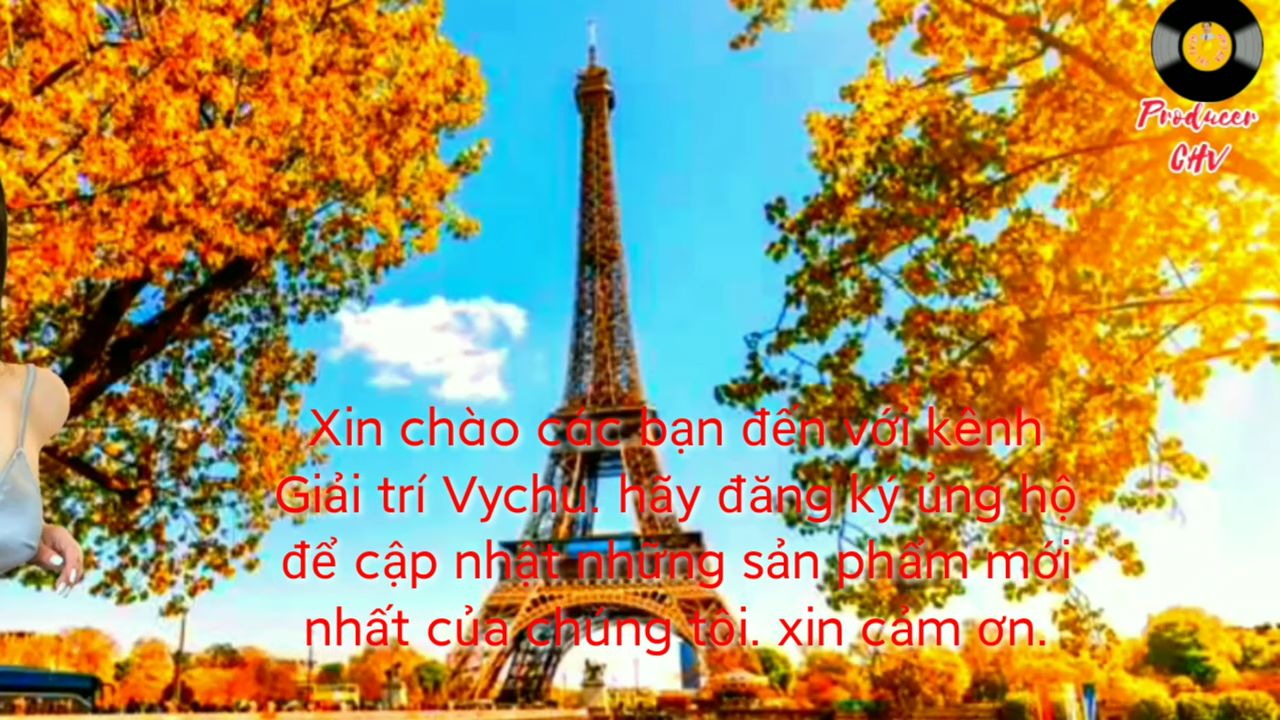 Producer
CHV
Xin chào các bạn đến với kênh
Giải trí Vychu. hãy đăng ký ủng hộ
để cập nhật những sản phẩm mới
nhất của chúng tôi. xin cảm ơn.